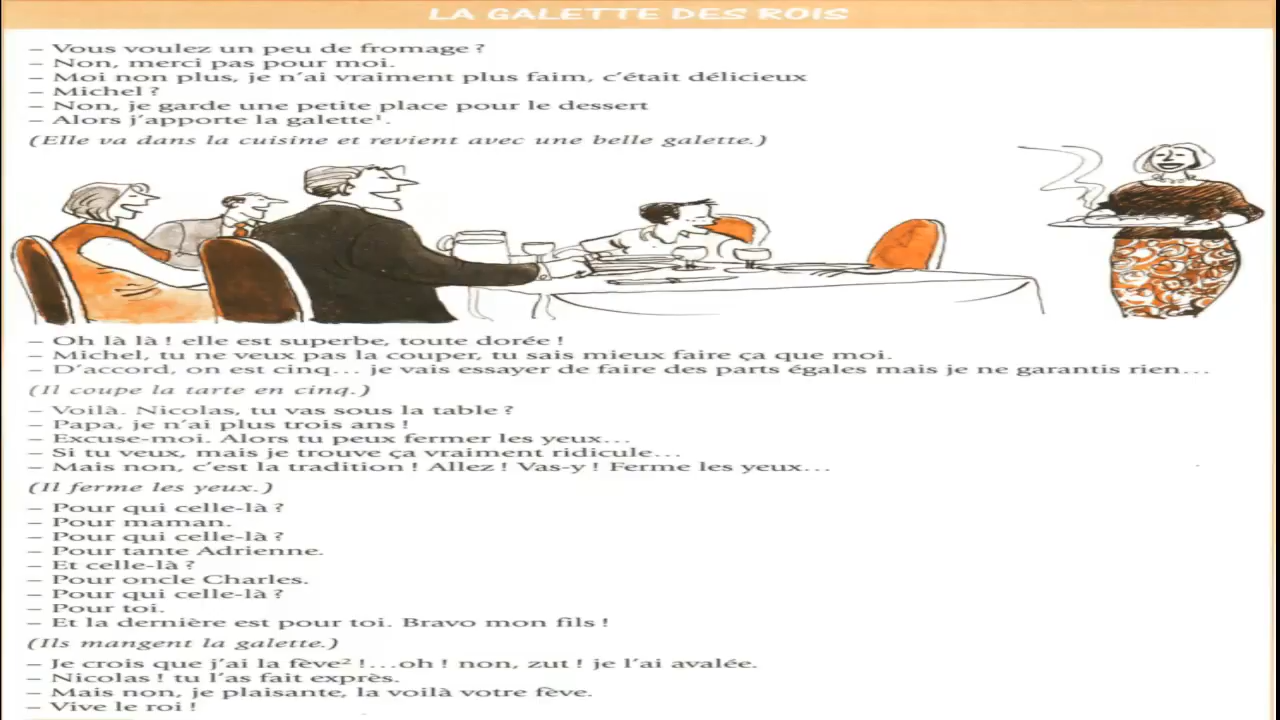 LA GALETTE DES ROIS
– Vous voulez un peu de fromage ?
– Non, merci pas pour moi.
– Moi non plus, je n'ai vraiment plus faim, c'était délicieux
– Michel ?
– Non, je garde une petite place pour le dessert
– Alors j'apporte la galette¹.
(Elle va dans la cuisine et revient avec une belle galette.)
– Oh là là ! elle est superbe, toute dorée !
– Michel, tu ne veux pas la couper, tu sais mieux faire ça que moi.
– D'accord, on est cinq... je vais essayer de faire des parts égales mais je ne garantis rien...
(Il coupe la tarte en cinq.)
– Voilà. Nicolas, tu vas sous la table ?
– Papa, je n'ai plus trois ans !
– Excuse-moi. Alors tu peux fermer les yeux...
– Si tu veux, mais je trouve ça vraiment ridicule...
– Mais non, c'est la tradition ! Allez ! Vas-y ! Ferme les yeux...
(Il ferme les yeux.)
– Pour qui celle-là ?
– Pour maman.
– Pour qui celle-là ?
– Pour tante Adrienne.
– Et celle-là ?
– Pour oncle Charles.
– Pour qui celle-là ?
– Pour toi.
– Et la dernière est pour toi. Bravo mon fils !
(Ils mangent la galette.)
– Je crois que j'ai la fève² !...oh ! non, zut ! je l'ai avalée.
– Nicolas ! tu l'as fait exprès.
– Mais non, je plaisante, la voilà votre fève.
– Vive le roi !